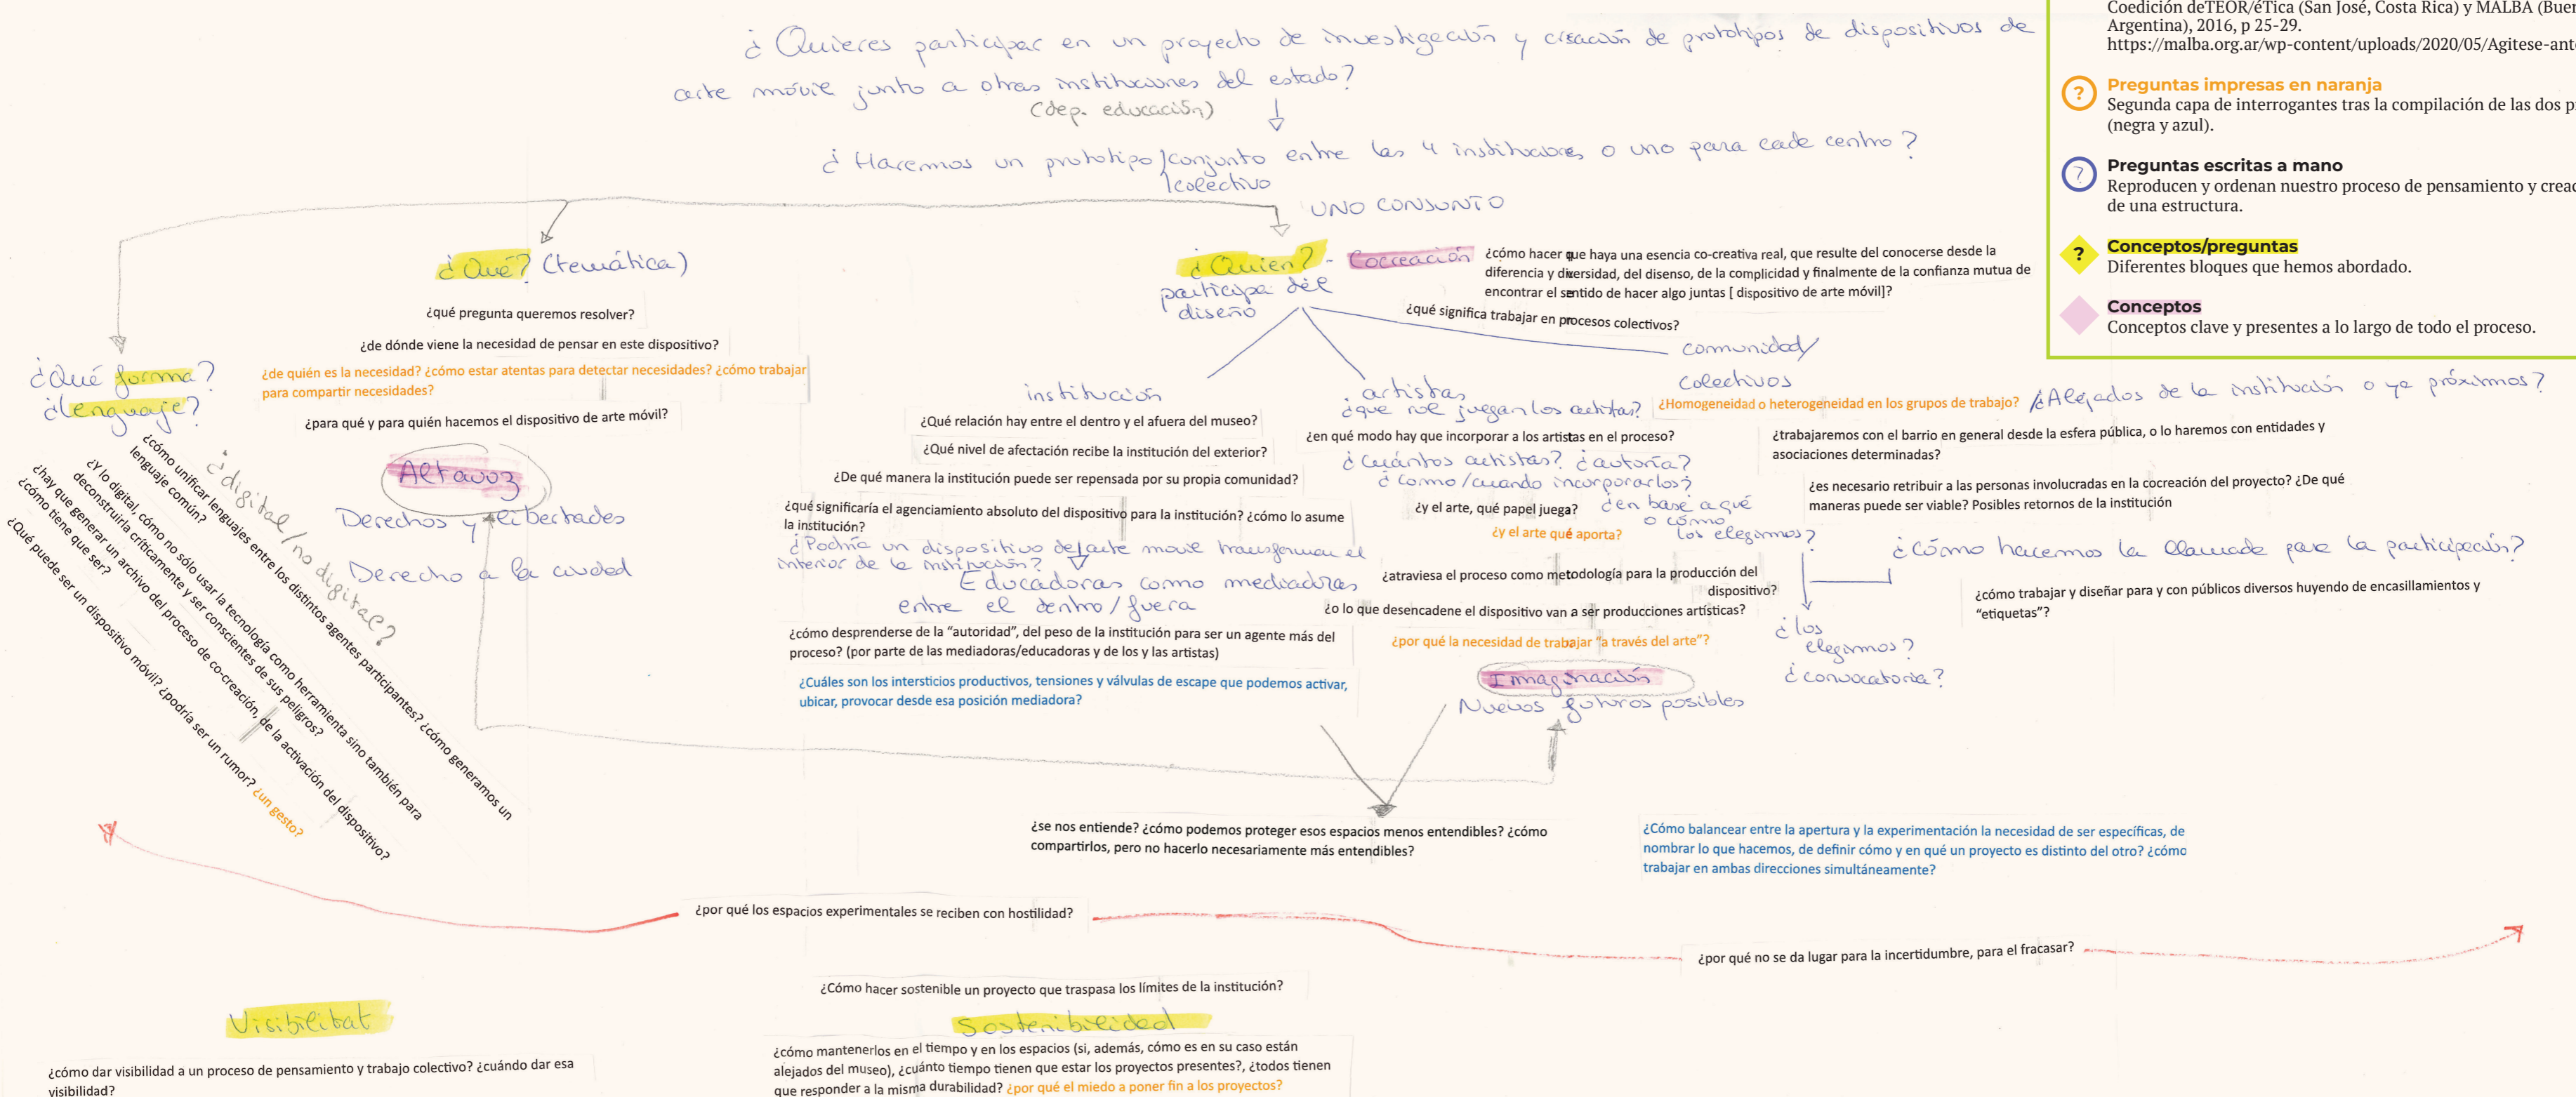 ¿Quieres participar en un proyecto de investigación y creación de prototipos de dispositivos de
arte móvil junto a otras instituciones del estado?
(dep. educación)
¿Haremos un prototipo/conjunto entre las 4 instituciones o uno para cada centro?
/colectivo
UNO CONJUNTO
Coedición deTEOR/éTica (San José, Costa Rica) y MALBA
Argentina), 2016, p 25-29.
https://malba.org.ar/wp-content/uploads/2020/05/Agitese-ant
?
Preguntas impresas en naranja
Segunda capa de interrogantes tras la compilación de las dos
(negra y azul).
?
Preguntas escritas a mano
Reproducen y ordenan nuestro proceso de pensamiento y
de una estructura.
?
Conceptos/preguntas
Diferentes bloques que hemos abordado.
Conceptos
Conceptos clave y presentes a lo largo de todo el proceso.
¿Qué? (temática)
¿qué pregunta queremos resolver?
¿de dónde viene la necesidad de pensar en este dispositivo?
¿de quién es la necesidad? ¿cómo estar atentas para detectar necesidades? ¿cómo trabajar
para compartir necesidades?
¿para qué y para quién hacemos el dispositivo de arte móvil?
Altavoz
Derechos y libertades
Derecho a la ciudad
¿Qué forma?
¿lenguaje?
¿digital/no digital?
¿cómo unificar lenguajes entre los distintos agentes participantes? ¿cómo generamos un
lenguaje común?
¿Y lo digital, cómo no sólo usar la tecnología como herramienta sino también para
deconstruirla críticamente y ser conscientes de sus peligros?
¿hay que generar un archivo del proceso de co-creación, de la activación del dispositivo?
¿cómo tiene que ser?
¿Qué puede ser un dispositivo móvil? ¿podría ser un rumor? ¿un gesto?
¿Quien? - Cocreación
participa del
diseño
¿cómo hacer que haya una esencia co-creativa real, que resulte del conocerse desde la
diferencia y diversidad, del disenso, de la complicidad y finalmente de la confianza mutua de
encontrar el sentido de hacer algo juntas [ dispositivo de arte móvil]?
¿qué significa trabajar en procesos colectivos?
institución
¿Qué relación hay entre el dentro y el afuera del museo?
¿Qué nivel de afectación recibe la institución del exterior?
¿De qué manera la institución puede ser repensada por su propia comunidad?
¿qué significaría el agenciamiento absoluto del dispositivo para la institución? ¿cómo lo asume
la institución?
¿Podría un dispositivo de arte movil transformar el
interior de la institución?
Educadoras como mediadoras
entre el dentro/fuera
¿cómo desprenderse de la “autoridad”, del peso de la institución para ser un agente más del
proceso? (por parte de las mediadoras/educadoras y de los y las artistas)
¿Cuáles son los intersticios productivos, tensiones y válvulas de escape que podemos activar,
ubicar, provocar desde esa posición mediadora?
artistas
¿que rol juegan los artistas?
¿en qué modo hay que incorporar a los artistas en el proceso?
¿Cuántos artistas? ¿autoría?
¿como/cuando incorporarlos?
¿y el arte, qué papel juega?
¿y el arte qué aporta?
¿en base a qué
o cómo
los elegimos?
¿atraviesa el proceso como metodología para la producción del
dispositivo?
¿o lo que desencadene el dispositivo van a ser producciones artísticas?
¿por qué la necesidad de trabajar “a través del arte”?
Imaginación
Nuevos futuros posibles
¿los
elegimos?
¿convocatoria?
comunidad/
colectivos
¿Homogeneidad o heterogeneidad en los grupos de trabajo?
¿Alejados de la institución o ya próximos?
¿trabajaremos con el barrio en general desde la esfera pública, o lo haremos con entidades y
asociaciones determinadas?
¿es necesario retribuir a las personas involucradas en la cocreación del proyecto? ¿De qué
maneras puede ser viable? Posibles retornos de la institución
¿Cómo hacemos la llamada para la participación?
¿cómo trabajar y diseñar para y con públicos diversos huyendo de encasillamientos y
“etiquetas”?
¿se nos entiende? ¿cómo podemos proteger esos espacios menos entendibles? ¿cómo
compartirlos, pero no hacerlo necesariamente más entendibles?
¿Cómo balancear entre la apertura y la experimentación la necesidad de ser específicas, de
nombrar lo que hacemos, de definir cómo y en qué un proyecto es distinto del otro? ¿cómo
trabajar en ambas direcciones simultáneamente?
¿por qué los espacios experimentales se reciben con hostilidad?
¿por qué no se da lugar para la incertidumbre, para el fracasar?
Visibilitat
¿cómo dar visibilidad a un proceso de pensamiento y trabajo colectivo? ¿cuándo dar esa
visibilidad?
¿Cómo hacer sostenible un proyecto que traspasa los límites de la institución?
Sostenibilidad
¿cómo mantenerlos en el tiempo y en los espacios (si, además, cómo es en su caso están
alejados del museo), ¿cuánto tiempo tienen que estar los proyectos presentes?, ¿todos tienen
que responder a la misma durabilidad? ¿por qué el miedo a poner fin a los proyectos?